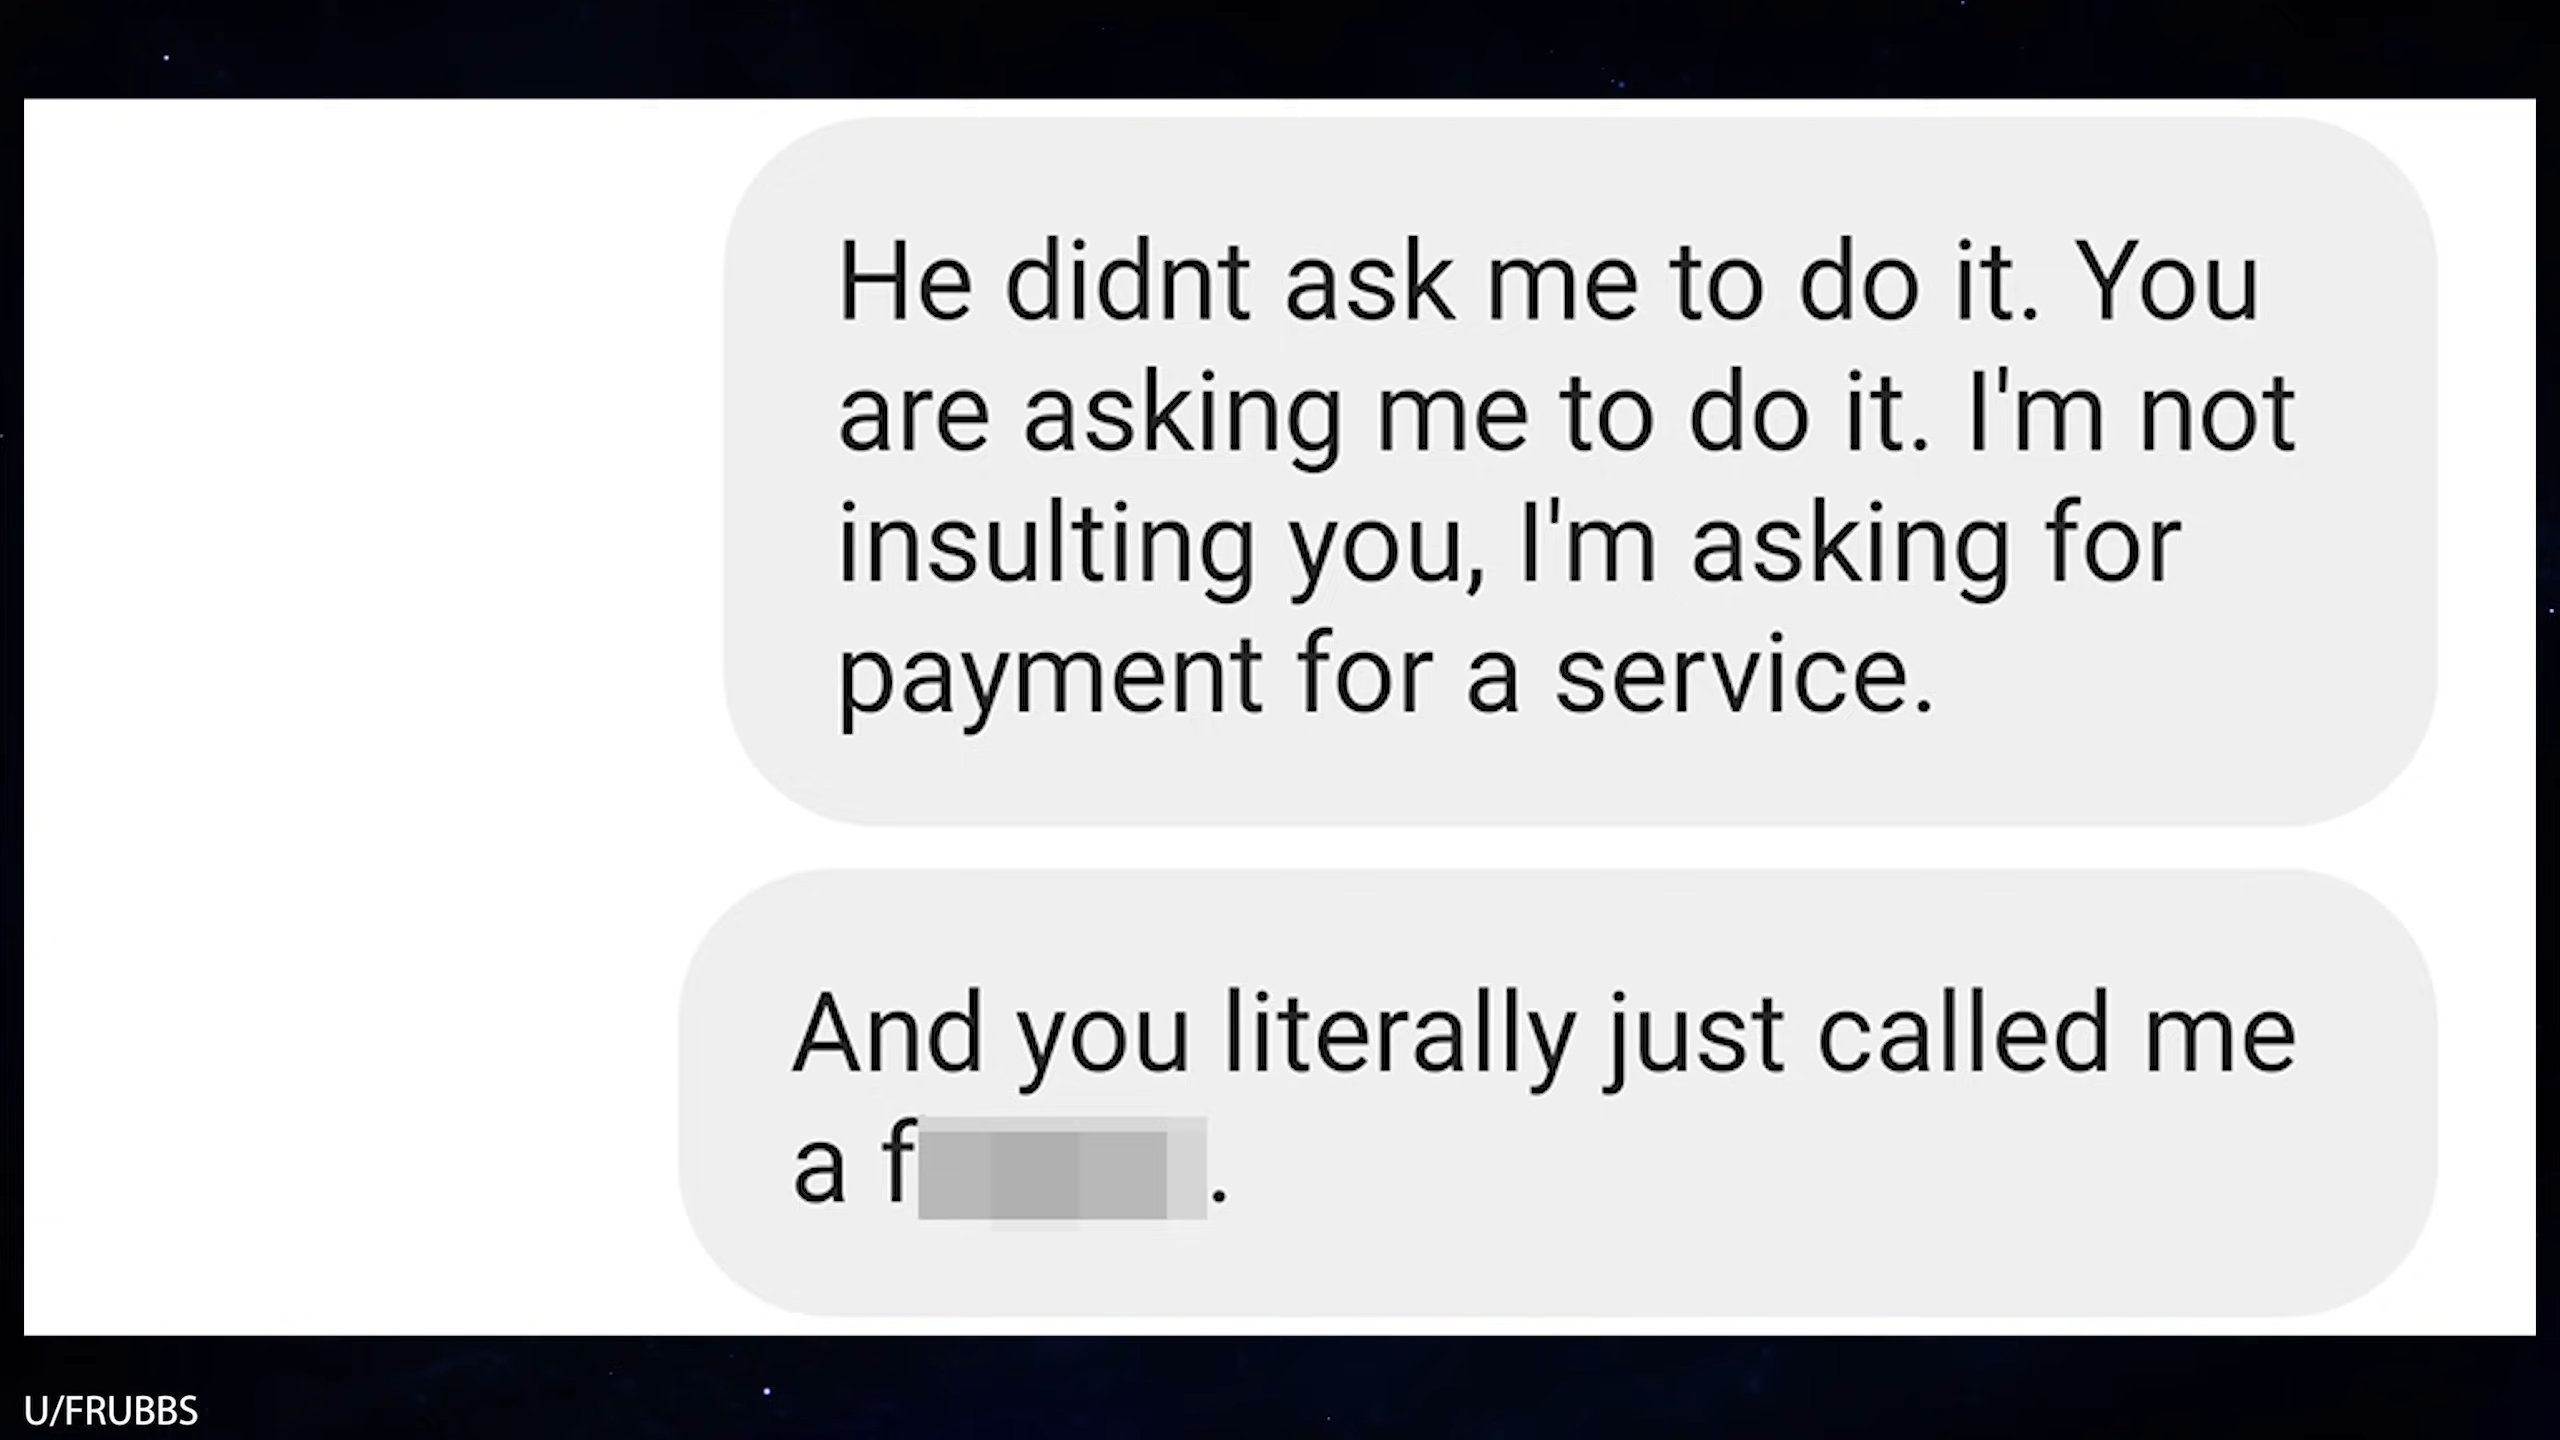 He didnt ask me to do it. You
are asking me to do it. I'm not
insulting you, I'm asking for
payment for a service.
And you literally just called me
a f .
U/FRUBBS